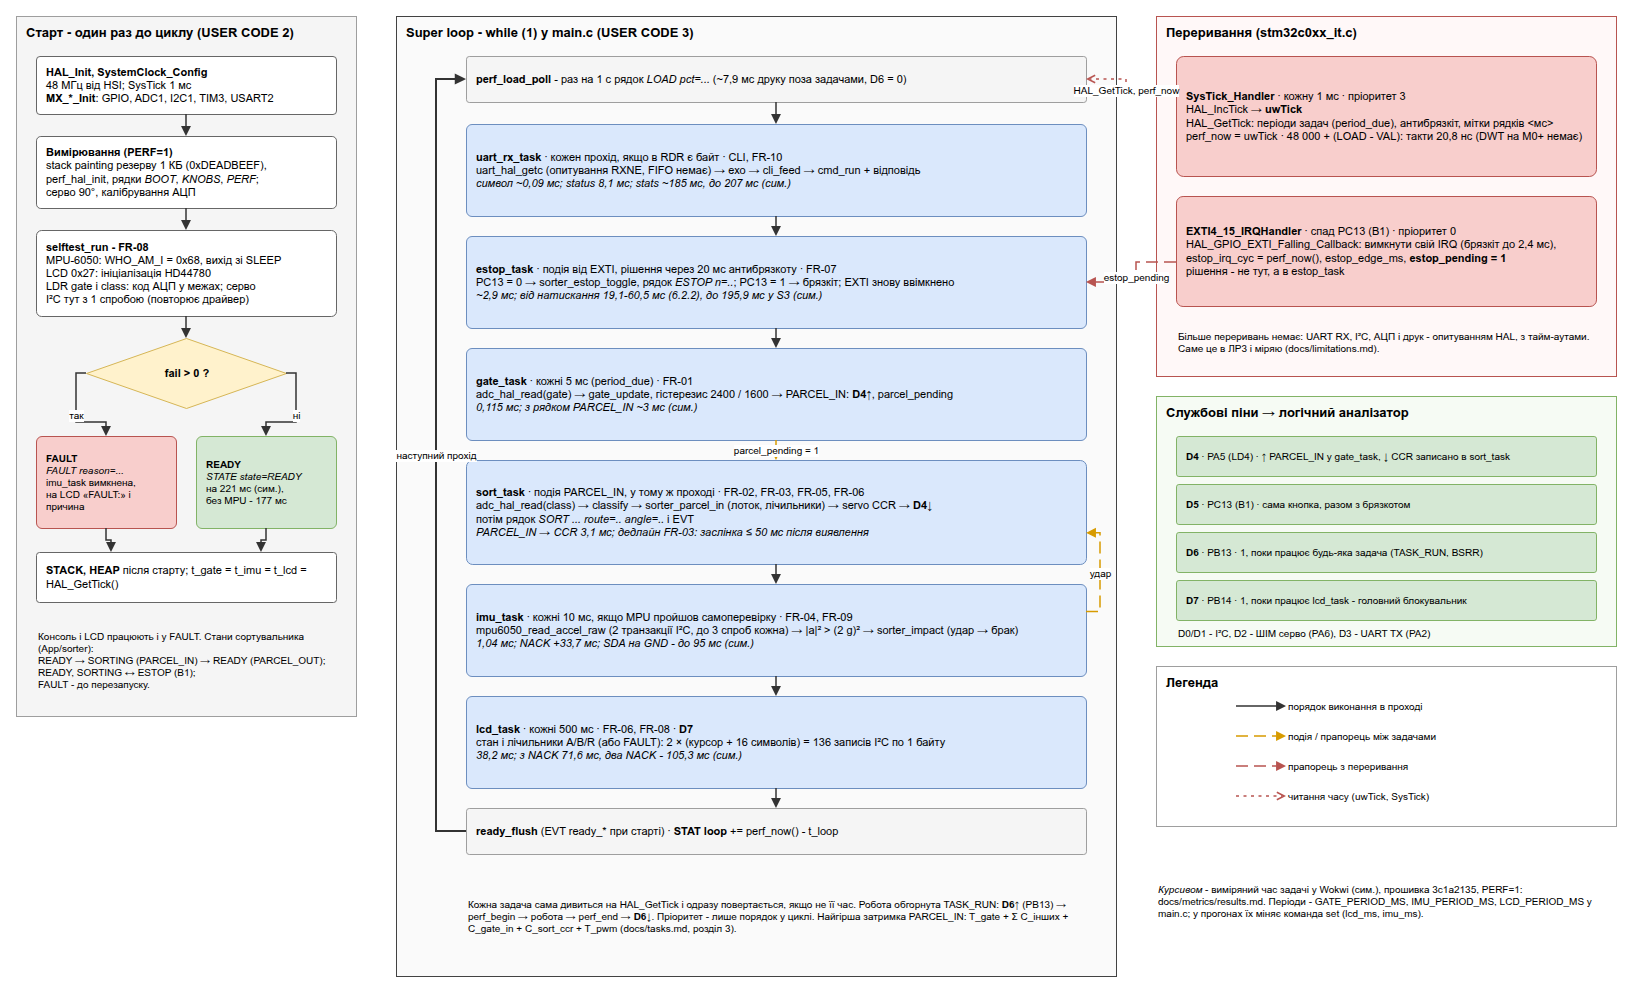 Старт - один раз до циклу (USER CODE 2)
HAL_Init, SystemClock_Config
48 МГц від HSI; SysTick 1 мс
MX_*_Init: GPIO, ADC1, I2C1, TIM3, USART2
Вимірювання (PERF=1)
stack painting резерву 1 КБ (0xDEADBEEF),
perf_hal_init, рядки BOOT, KNOBS, PERF;
серво 90°, калібрування АЦП
selftest_run - FR-08
MPU-6050: WHO_AM_I = 0x68, вихід зі SLEEP
LCD 0x27: ініціалізація HD44780
LDR gate і class: код АЦП у межах; серво
I²C тут з 1 спробою (повторює драйвер)
fail > 0 ?
так
ні
FAULT
FAULT reason=...
imu_task вимкнена,
на LCD «FAULT:» і
причина
READY
STATE state=READY
на 221 мс (сим.),
без MPU - 177 мс
STACK, HEAP після старту; t_gate = t_imu = t_lcd =
HAL_GetTick()
Консоль і LCD працюють і у FAULT. Стани сортувальника
(App/sorter):
READY → SORTING (PARCEL_IN) → READY (PARCEL_OUT);
READY, SORTING ↔ ESTOP (B1);
FAULT - до перезапуску.
Super loop - while (1) у main.c (USER CODE 3)
perf_load_poll - раз на 1 с рядок LOAD pct=... (~7,9 мс друку поза задачами, D6 = 0)
HAL_GetTick, perf_now
uart_rx_task · кожен прохід, якщо в RDR є байт · CLI, FR-10
uart_hal_getc (опитування RXNE, FIFO немає) → ехо → cli_feed → cmd_run + відповідь
символ ~0,09 мс; status 8,1 мс; stats ~185 мс, до 207 мс (сим.)
estop_task · подія від EXTI, рішення через 20 мс антибрязкоту · FR-07
PC13 = 0 → sorter_estop_toggle, рядок ESTOP n=..; PC13 = 1 → брязкіт; EXTI знову ввімкнено
~2,9 мс; від натискання 19,1-60,5 мс (6.2.2), до 195,9 мс у S3 (сим.)
estop_pending
gate_task · кожні 5 мс (period_due) · FR-01
adc_hal_read(gate) → gate_update, гістерезис 2400 / 1600 → PARCEL_IN: D4↑, parcel_pending
0,115 мс; з рядком PARCEL_IN ~3 мс (сим.)
parcel_pending = 1
наступний прохід
sort_task · подія PARCEL_IN, у тому ж проході · FR-02, FR-03, FR-05, FR-06
adc_hal_read(class) → classify → sorter_parcel_in (лоток, лічильники) → servo CCR → D4↓
потім рядок SORT ... route=.. angle=.. і EVT
PARCEL_IN → CCR 3,1 мс; дедлайн FR-03: заслінка ≤ 50 мс після виявлення
удар
imu_task · кожні 10 мс, якщо MPU пройшов самоперевірку · FR-04, FR-09
mpu6050_read_accel_raw (2 транзакції I²C, до 3 спроб кожна) → |a|² > (2 g)² → sorter_impact (удар → брак)
1,04 мс; NACK +33,7 мс; SDA на GND - до 95 мс (сим.)
lcd_task · кожні 500 мс · FR-06, FR-08 · D7
стан і лічильники A/B/R (або FAULT): 2 × (курсор + 16 символів) = 136 записів I²C по 1 байту
38,2 мс; з NACK 71,6 мс, два NACK - 105,3 мс (сим.)
ready_flush (EVT ready_* при старті) · STAT loop += perf_now() - t_loop
Кожна задача сама дивиться на HAL_GetTick і одразу повертається, якщо не її час. Робота обгорнута TASK_RUN: D6↑ (PB13) →
perf_begin → робота → perf_end → D6↓. Пріоритет - лише порядок у циклі. Найгірша затримка PARCEL_IN: T_gate + Σ C_інших +
C_gate_in + C_sort_ccr + T_pwm (docs/tasks.md, розділ 3).
Переривання (stm32c0xx_it.c)
SysTick_Handler · кожну 1 мс · пріоритет 3
HAL_IncTick → uwTick
HAL_GetTick: періоди задач (period_due), антибрязкіт, мітки рядків <мс>
perf_now = uwTick · 48 000 + (LOAD - VAL): такти 20,8 нс (DWT на M0+ немає)
EXTI4_15_IRQHandler · спад PC13 (B1) · пріоритет 0
HAL_GPIO_EXTI_Falling_Callback: вимкнути свій IRQ (брязкіт до 2,4 мс),
estop_irq_cyc = perf_now(), estop_edge_ms, estop_pending = 1
рішення - не тут, а в estop_task
Більше переривань немає: UART RX, I²C, АЦП і друк - опитуванням HAL, з тайм-аутами.
Саме це в ЛР3 і міряю (docs/limitations.md).
Службові піни → логічний аналізатор
D4 · PA5 (LD4) · ↑ PARCEL_IN у gate_task, ↓ CCR записано в sort_task
D5 · PC13 (B1) · сама кнопка, разом з брязкотом
D6 · PB13 · 1, поки працює будь-яка задача (TASK_RUN, BSRR)
D7 · PB14 · 1, поки працює lcd_task - головний блокувальник
D0/D1 - I²C, D2 - ШІМ серво (PA6), D3 - UART TX (PA2)
Легенда
порядок виконання в проході
подія / прапорець між задачами
прапорець з переривання
читання часу (uwTick, SysTick)
Курсивом - виміряний час задачі у Wokwi (сим.), прошивка 3c1a2135, PERF=1:
docs/metrics/results.md. Періоди - GATE_PERIOD_MS, IMU_PERIOD_MS, LCD_PERIOD_MS у
main.c; у прогонах їх міняє команда set (lcd_ms, imu_ms).